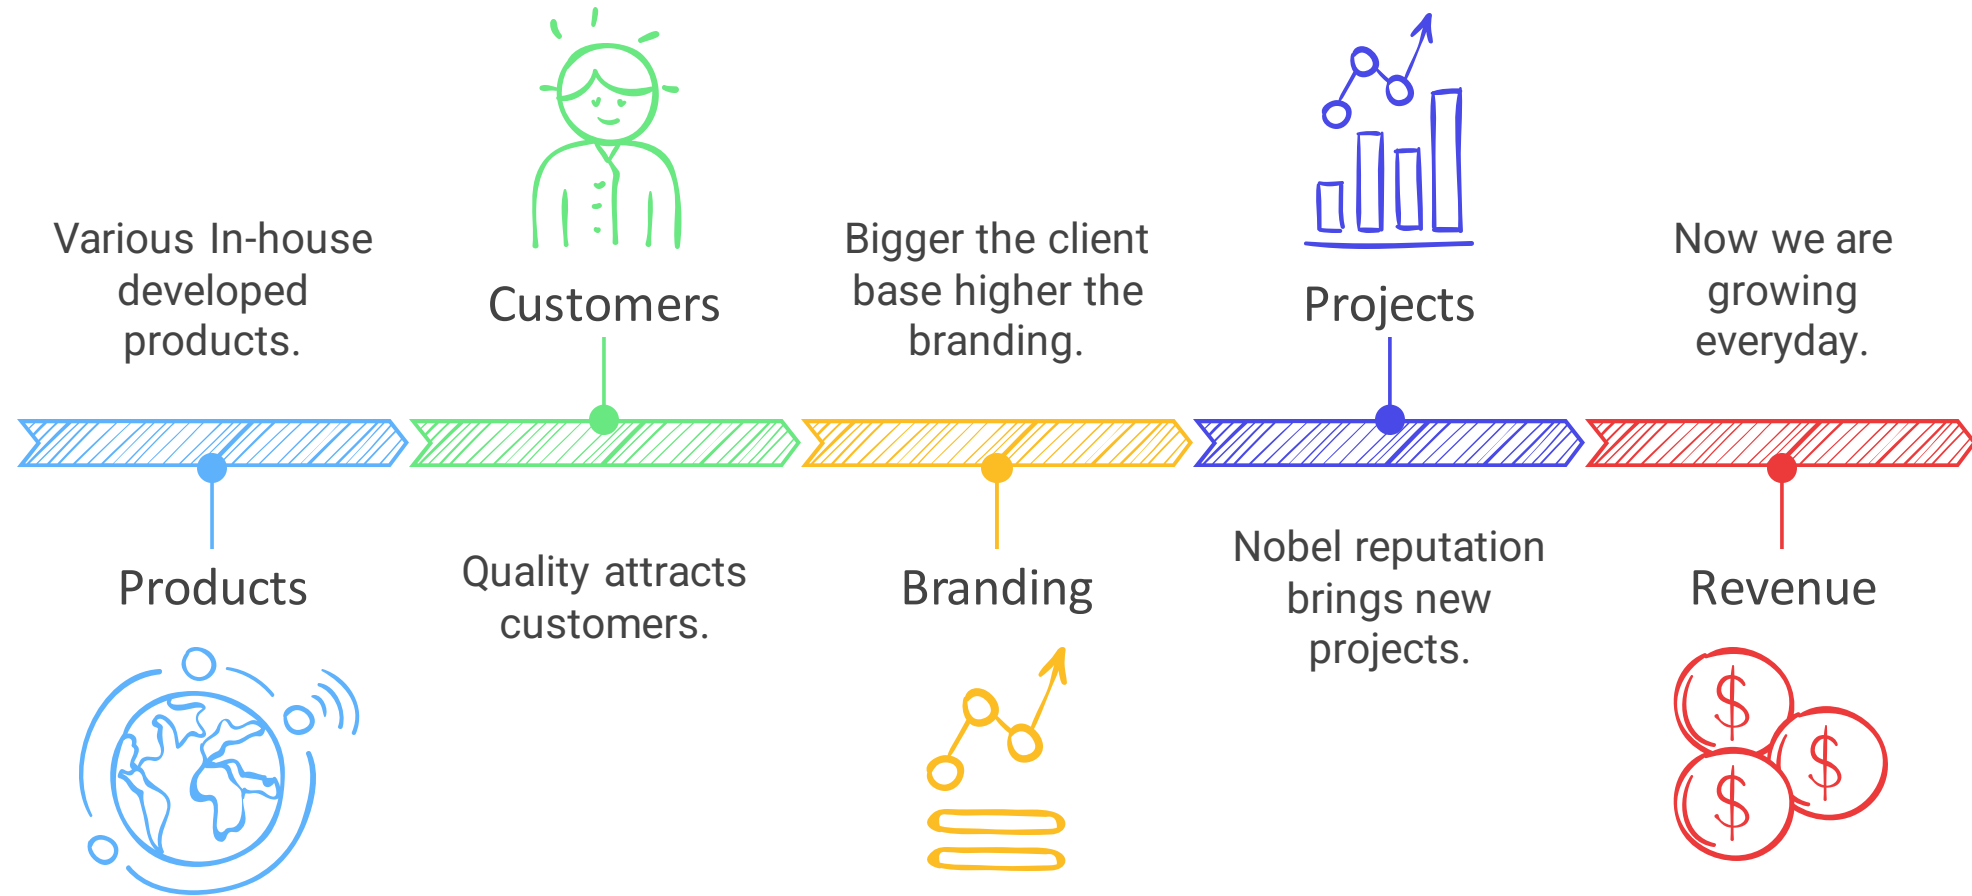 Various In-house
developed
products.
Products
Customers
Quality attracts
customers.
Bigger the client
base higher the
branding.
Branding
Projects
Nobel reputation
brings new
projects.
Now we are
growing
everyday.
Revenue
$
$
$